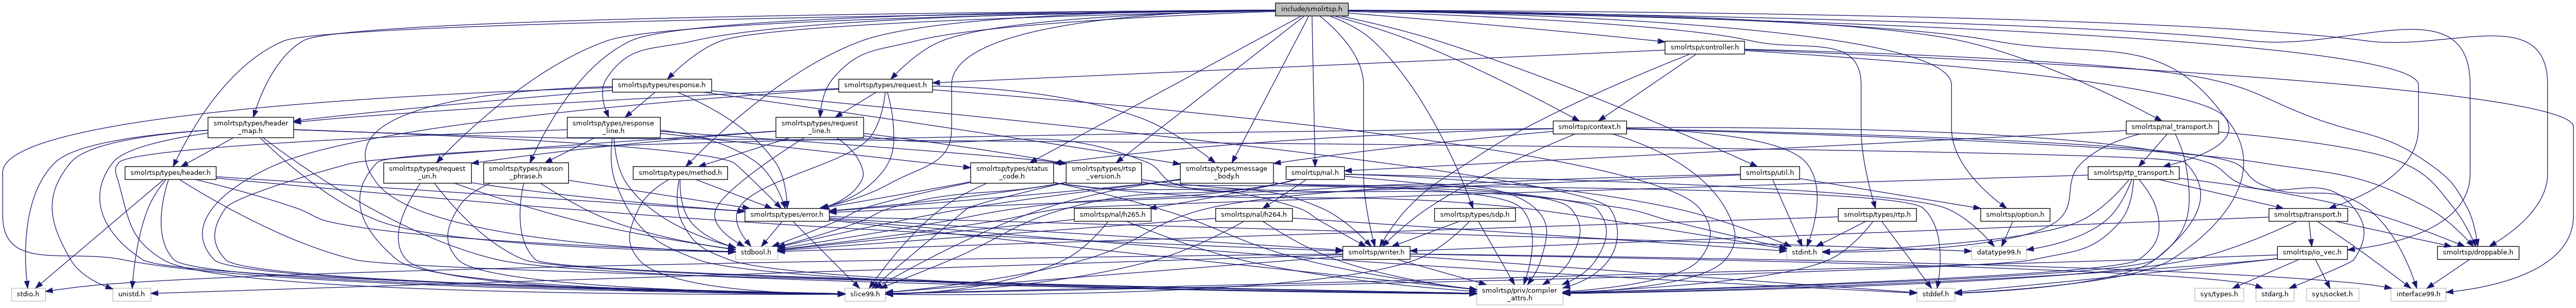 include/smolrtsp.h
smolrtsp/controller.h
smolrtsp/types/response.h
smolrtsp/types/request.h
smolrtsp/types/header
_map.h
smolrtsp/types/response
_line.h
smolrtsp/types/request
_line.h
smolrtsp/context.h
smolrtsp/nal_transport.h
smolrtsp/types/header.h
smolrtsp/types/request
_uri.h
smolrtsp/types/reason
_phrase.h
smolrtsp/types/method.h
smolrtsp/types/status
_code.h
smolrtsp/types/rtsp
_version.h
smolrtsp/types/message
_body.h
smolrtsp/nal.h
smolrtsp/util.h
smolrtsp/rtp_transport.h
smolrtsp/types/error.h
smolrtsp/nal/h265.h
smolrtsp/nal/h264.h
smolrtsp/types/sdp.h
smolrtsp/types/rtp.h
smolrtsp/option.h
smolrtsp/transport.h
stdbool.h
smolrtsp/writer.h
stdint.h
datatype99.h
smolrtsp/io_vec.h
smolrtsp/droppable.h
stdio.h
unistd.h
slice99.h
smolrtsp/priv/compiler
_attrs.h
stddef.h
sys/types.h
stdarg.h
sys/socket.h
interface99.h